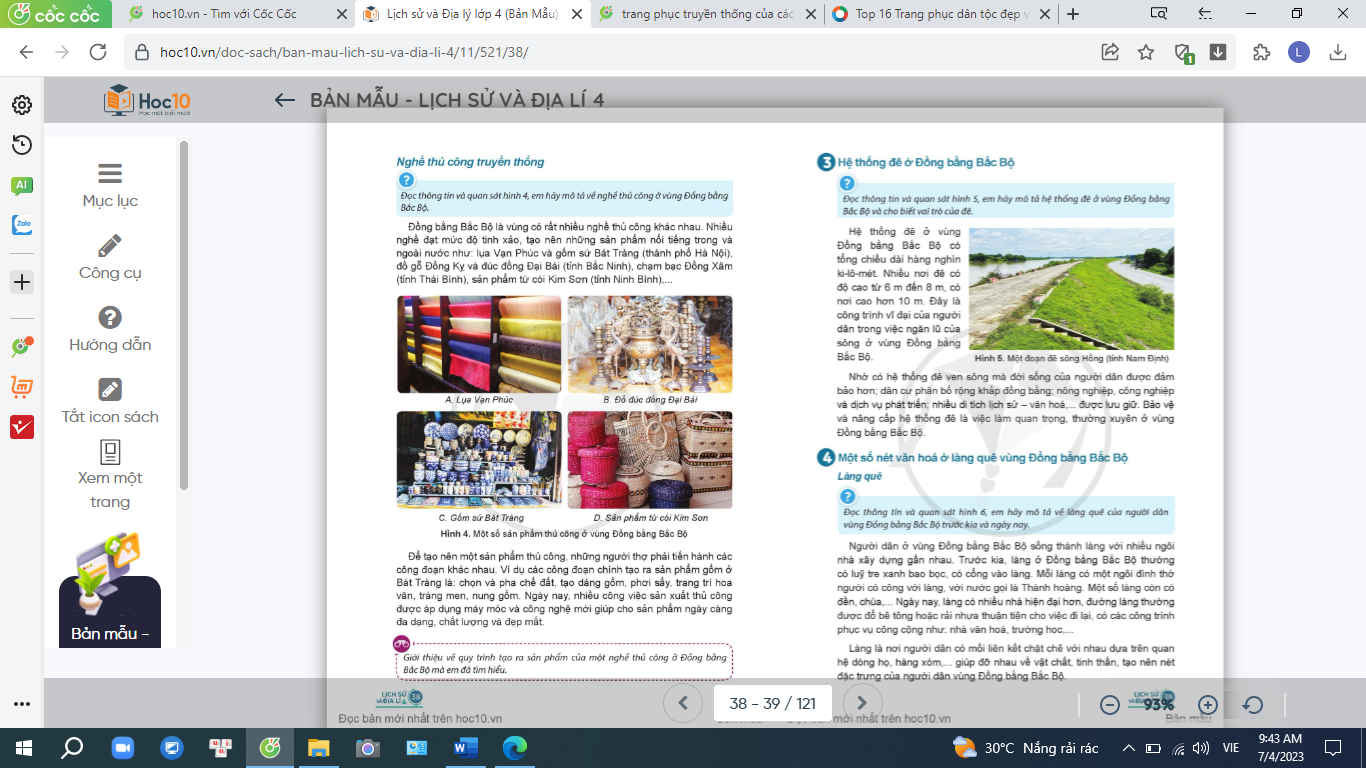 CỐC CỐC
hoc10.vn - Tìm với Cốc Cốc
Lịch sử và Địa lý lớp 4 (Bản Mẫu)
trang phục truyền thống của các
Top 16 Trang phục dân tộc đẹp v
hoc10.vn/doc-sach/ban-mau-lich-su-va-dia-li-4/11/521/38/
1
L
Hoc10
Học một biết mười
BẢN MẪU - LỊCH SỬ VÀ ĐỊA LÍ 4
AI
Zalo
Mục lục
Công cụ
Hướng dẫn
Tắt icon sách
Xem một
trang
Bản mẫu -
Nghề thủ công truyền thống
?
Đọc thông tin và quan sát hình 4, em hãy mô tả về nghề thủ công ở vùng Đồng bằng
Bắc Bộ.
Đồng bằng Bắc Bộ là vùng có rất nhiều nghề thủ công khác nhau. Nhiều
nghề đạt mức độ tinh xảo, tạo nên những sản phẩm nổi tiếng trong và
ngoài nước như: lụa Vạn Phúc và gốm sứ Bát Tràng (thành phố Hà Nội),
đồ gỗ Đồng Kỵ và đúc đồng Đại Bái (tỉnh Bắc Ninh), chạm bạc Đồng Xâm
(tỉnh Thái Bình), sản phẩm từ cói Kim Sơn (tỉnh Ninh Bình),...
A. Lụa Vạn Phúc
B. Đồ đúc đồng Đại Bái
C. Gốm sứ Bát Tràng
D. Sản phẩm từ cói Kim Sơn
Hình 4. Một số sản phẩm thủ công ở vùng Đồng bằng Bắc Bộ
Để tạo nên một sản phẩm thủ công, những người thợ phải tiến hành các
công đoạn khác nhau. Ví dụ các công đoạn chính tạo ra sản phẩm gốm ở
Bát Tràng là: chọn và pha chế đất, tạo dáng gốm, phơi sấy, trang trí hoa
văn, tráng men, nung gốm. Ngày nay, nhiều công việc sản xuất thủ công
được áp dụng máy móc và công nghệ mới giúp cho sản phẩm ngày càng
đa dạng, chất lượng và đẹp mắt.
Giới thiệu về quy trình tạo ra sản phẩm của một nghề thủ công ở Đồng bằng
Bắc Bộ mà em đã tìm hiểu.
LỊCH SỬ
VÀ ĐỊA LÍ 4
38
Đọc bản mới nhất trên hoc10.vn
3 Hệ thống đê ở Đồng bằng Bắc Bộ
?
Đọc thông tin và quan sát hình 5, em hãy mô tả hệ thống đê ở vùng Đồng bằng
Bắc Bộ và cho biết vai trò của đê.
Hệ thống đê ở vùng
Đồng bằng Bắc Bộ có
tổng chiều dài hàng nghìn
ki-lô-mét. Nhiều nơi đê có
độ cao từ 6 m đến 8 m, có
nơi cao hơn 10 m. Đây là
công trình vĩ đại của người
dân trong việc ngăn lũ của
sông ở vùng Đồng bằng
Bắc Bộ.
Hình 5. Một đoạn đê sông Hồng (tỉnh Nam Định)
Nhờ có hệ thống đê ven sông mà đời sống của người dân được đảm
bảo hơn; dân cư phân bố rộng khắp đồng bằng; nông nghiệp, công nghiệp
và dịch vụ phát triển; nhiều di tích lịch sử – văn hoá,... được lưu giữ. Bảo vệ
và nâng cấp hệ thống đê là việc làm quan trọng, thường xuyên ở vùng
Đồng bằng Bắc Bộ.
4 Một số nét văn hoá ở làng quê vùng Đồng bằng Bắc Bộ
Làng quê
?
Đọc thông tin và quan sát hình 6, em hãy mô tả về làng quê của người dân
vùng Đồng bằng Bắc Bộ trước kia và ngày nay.
Người dân ở vùng Đồng bằng Bắc Bộ sống thành làng với nhiều ngôi
nhà xây dựng gần nhau. Trước kia, làng ở Đồng bằng Bắc Bộ thường
có luỹ tre xanh bao bọc, có cổng vào làng. Mỗi làng có một ngôi đình thờ
người có công với làng, với nước gọi là Thành hoàng. Một số làng còn có
đền, chùa,... Ngày nay, làng có nhiều nhà hiện đại hơn, đường làng thường
được đổ bê tông hoặc rải nhựa thuận tiện cho việc đi lại, có các công trình
phục vụ cộng cộng như: nhà văn hoá, trường học,...
Làng là nơi người dân có mối liên kết chặt chẽ với nhau dựa trên quan
hệ dòng họ, hàng xóm,... giúp đỡ nhau về vật chất, tinh thần, tạo nên nét
đặc trưng của người dân vùng Đồng bằng Bắc Bộ.
38 – 39 / 121
93%
trên hoc10.vn
Bản mẫu
30°C Nắng rải rác
VIE
9:43 AM
7/4/2023